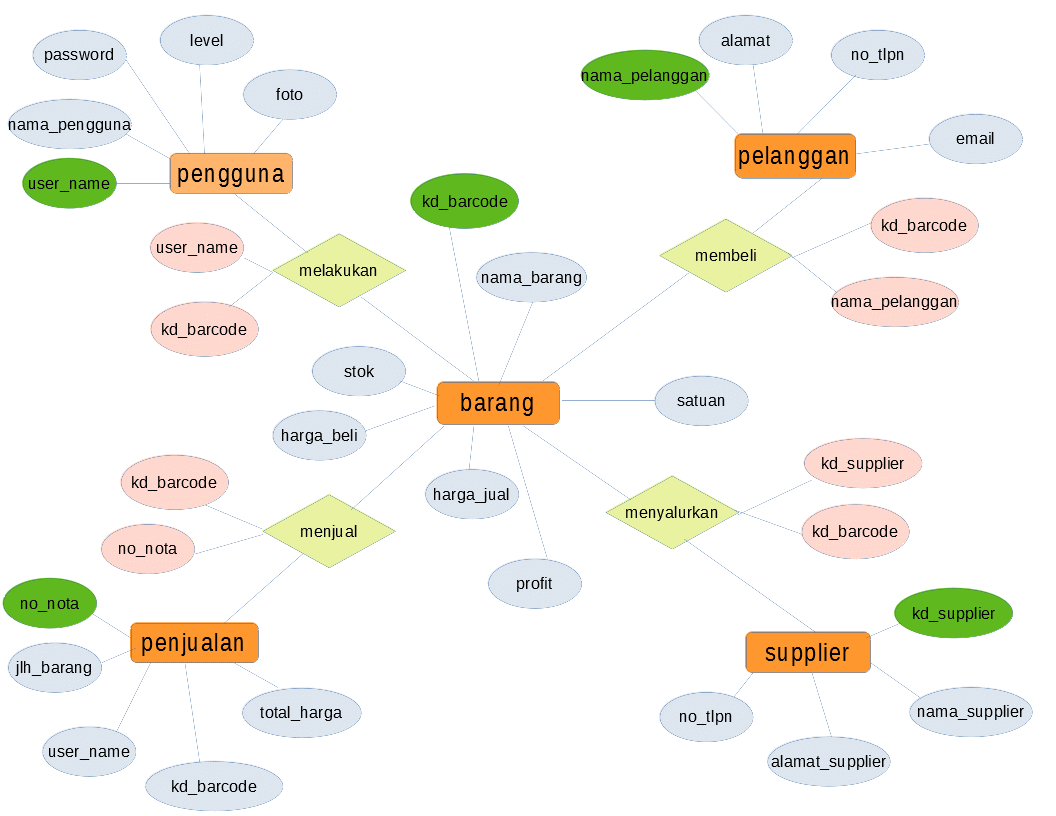 level
alamat
password
no_tlpn
nama_pelanggan
foto
nama_pengguna
email
pelanggan
pengguna
user_name
kd_barcode
kd_barcode
user_name
membeli
melakukan
nama_barang
nama_pelanggan
kd_barcode
stok
barang
satuan
harga_beli
kd_supplier
kd_barcode
harga_jual
menyalurkan
menjual
kd_barcode
no_nota
profit
no_nota
kd_supplier
penjualan
supplier
jlh_barang
total_harga
no_tlpn
nama_supplier
user_name
alamat_supplier
kd_barcode